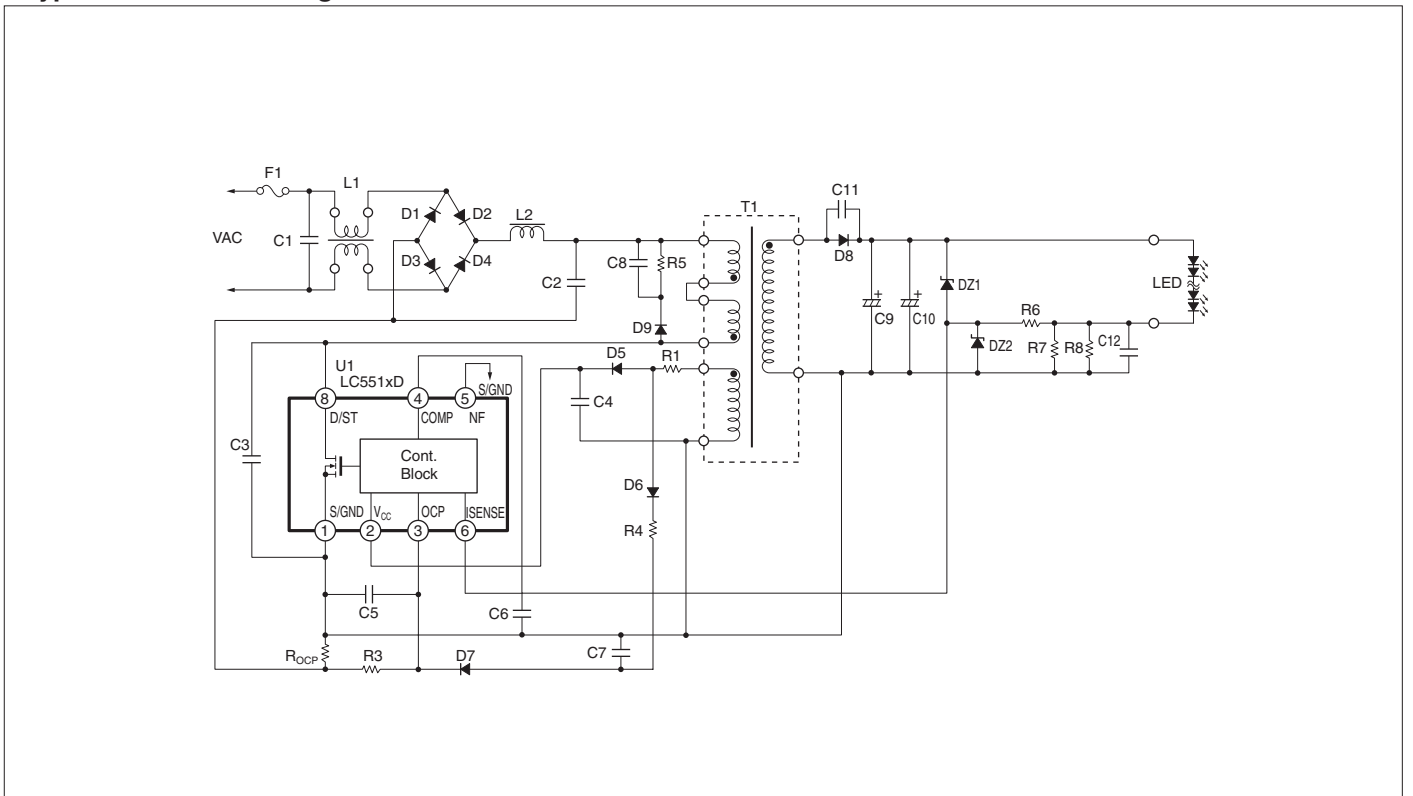 F1
L1
C11
T1
D1
D2
L2
VAC
C1
D8
D3
D4
C8
R5
C2
LED
DZ1
+
+
C9
C10
R6
D9
DZ2
R7
R8
C12
D5
R1
U1
LC551xD
S/GND
8
4
5
D/ST
COMP
NF
C4
C3
Cont.
Block
D6
S/GND
VCC
OCP
ISENSE
R4
1
2
3
6
C5
C6
ROCP
R3
D7
C7